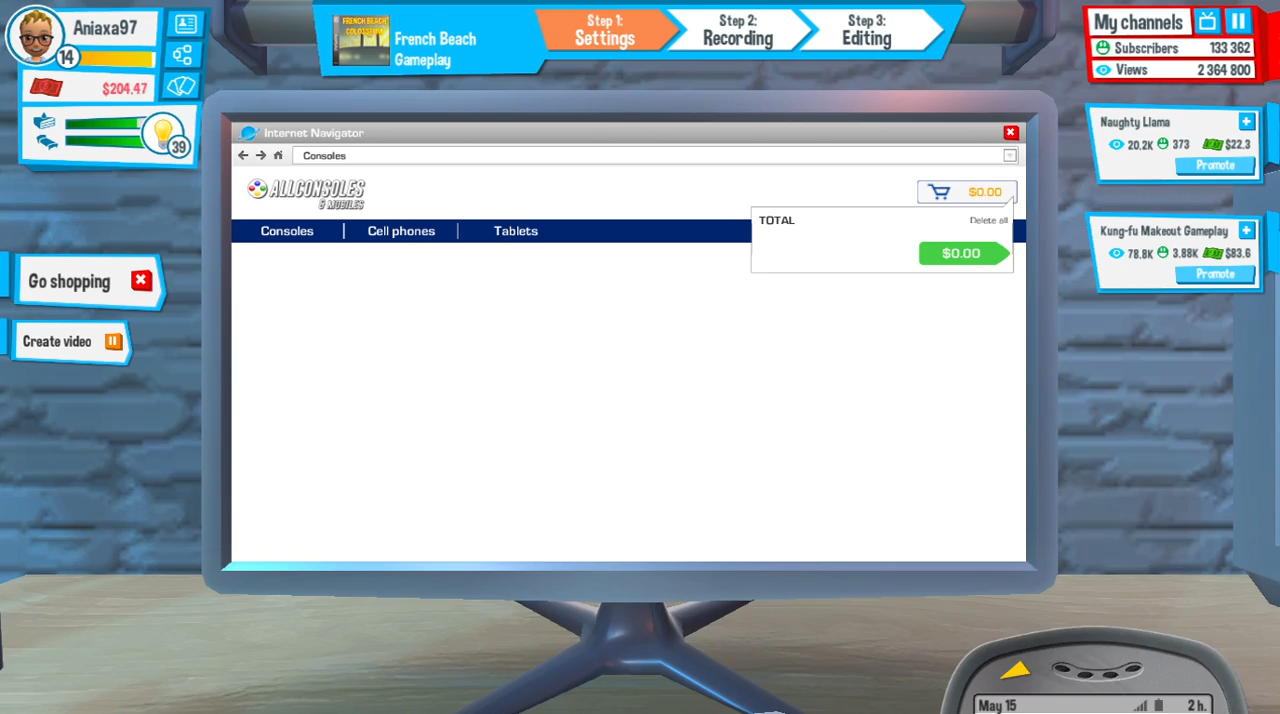 Aniaxa97
14
$204.47
39
FRENCH BEACH
COLOSSEUM
French Beach
Gameplay
Step 1:
Settings
Step 2:
Recording
Step 3:
Editing
My channels
Subscribers 133 362
Views 2 364 800
Naughty Llama
20.2K 373 $22.3
Promote
Kung-fu Makeout Gameplay
78.8K 3.88K $83.6
Promote
Go shopping
Create video
Internet Navigator
Consoles
ALLCONSOLES
& MOBILES
$0.00
Consoles Cell phones Tablets
TOTAL Delete all
$0.00
May 15 2 h.